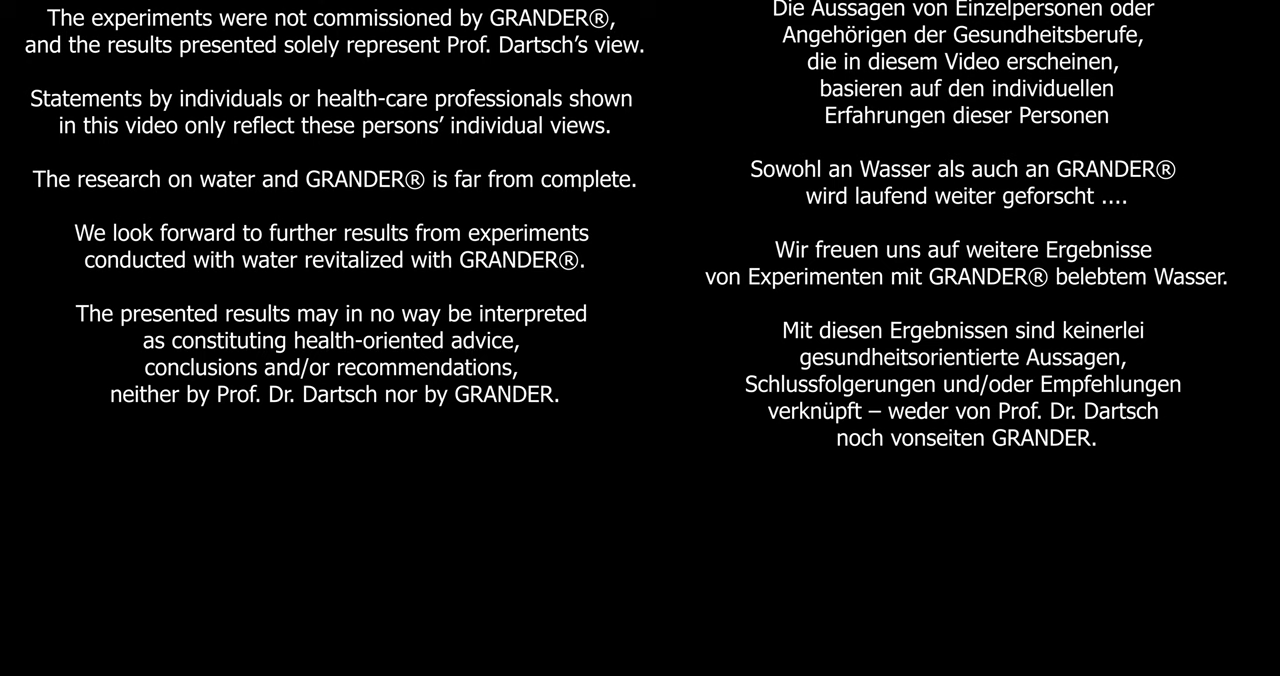 The experiments were not commissioned by GRANDER®,
and the results presented solely represent Prof. Dartsch’s view.
Statements by individuals or health-care professionals shown
in this video only reflect these persons’ individual views.
The research on water and GRANDER® is far from complete.
We look forward to further results from experiments
conducted with water revitalized with GRANDER®.
The presented results may in no way be interpreted
as constituting health-oriented advice,
conclusions and/or recommendations,
neither by Prof. Dr. Dartsch nor by GRANDER.
Die Aussagen von Einzelpersonen oder
Angehörigen der Gesundheitsberufe,
die in diesem Video erscheinen,
basieren auf den individuellen
Erfahrungen dieser Personen
Sowohl an Wasser als auch an GRANDER®
wird laufend weiter geforscht ....
Wir freuen uns auf weitere Ergebnisse
von Experimenten mit GRANDER® belebtem Wasser.
Mit diesen Ergebnissen sind keinerlei
gesundheitsorientierte Aussagen,
Schlussfolgerungen und/oder Empfehlungen
verknüpft – weder von Prof. Dr. Dartsch
noch vonseiten GRANDER.